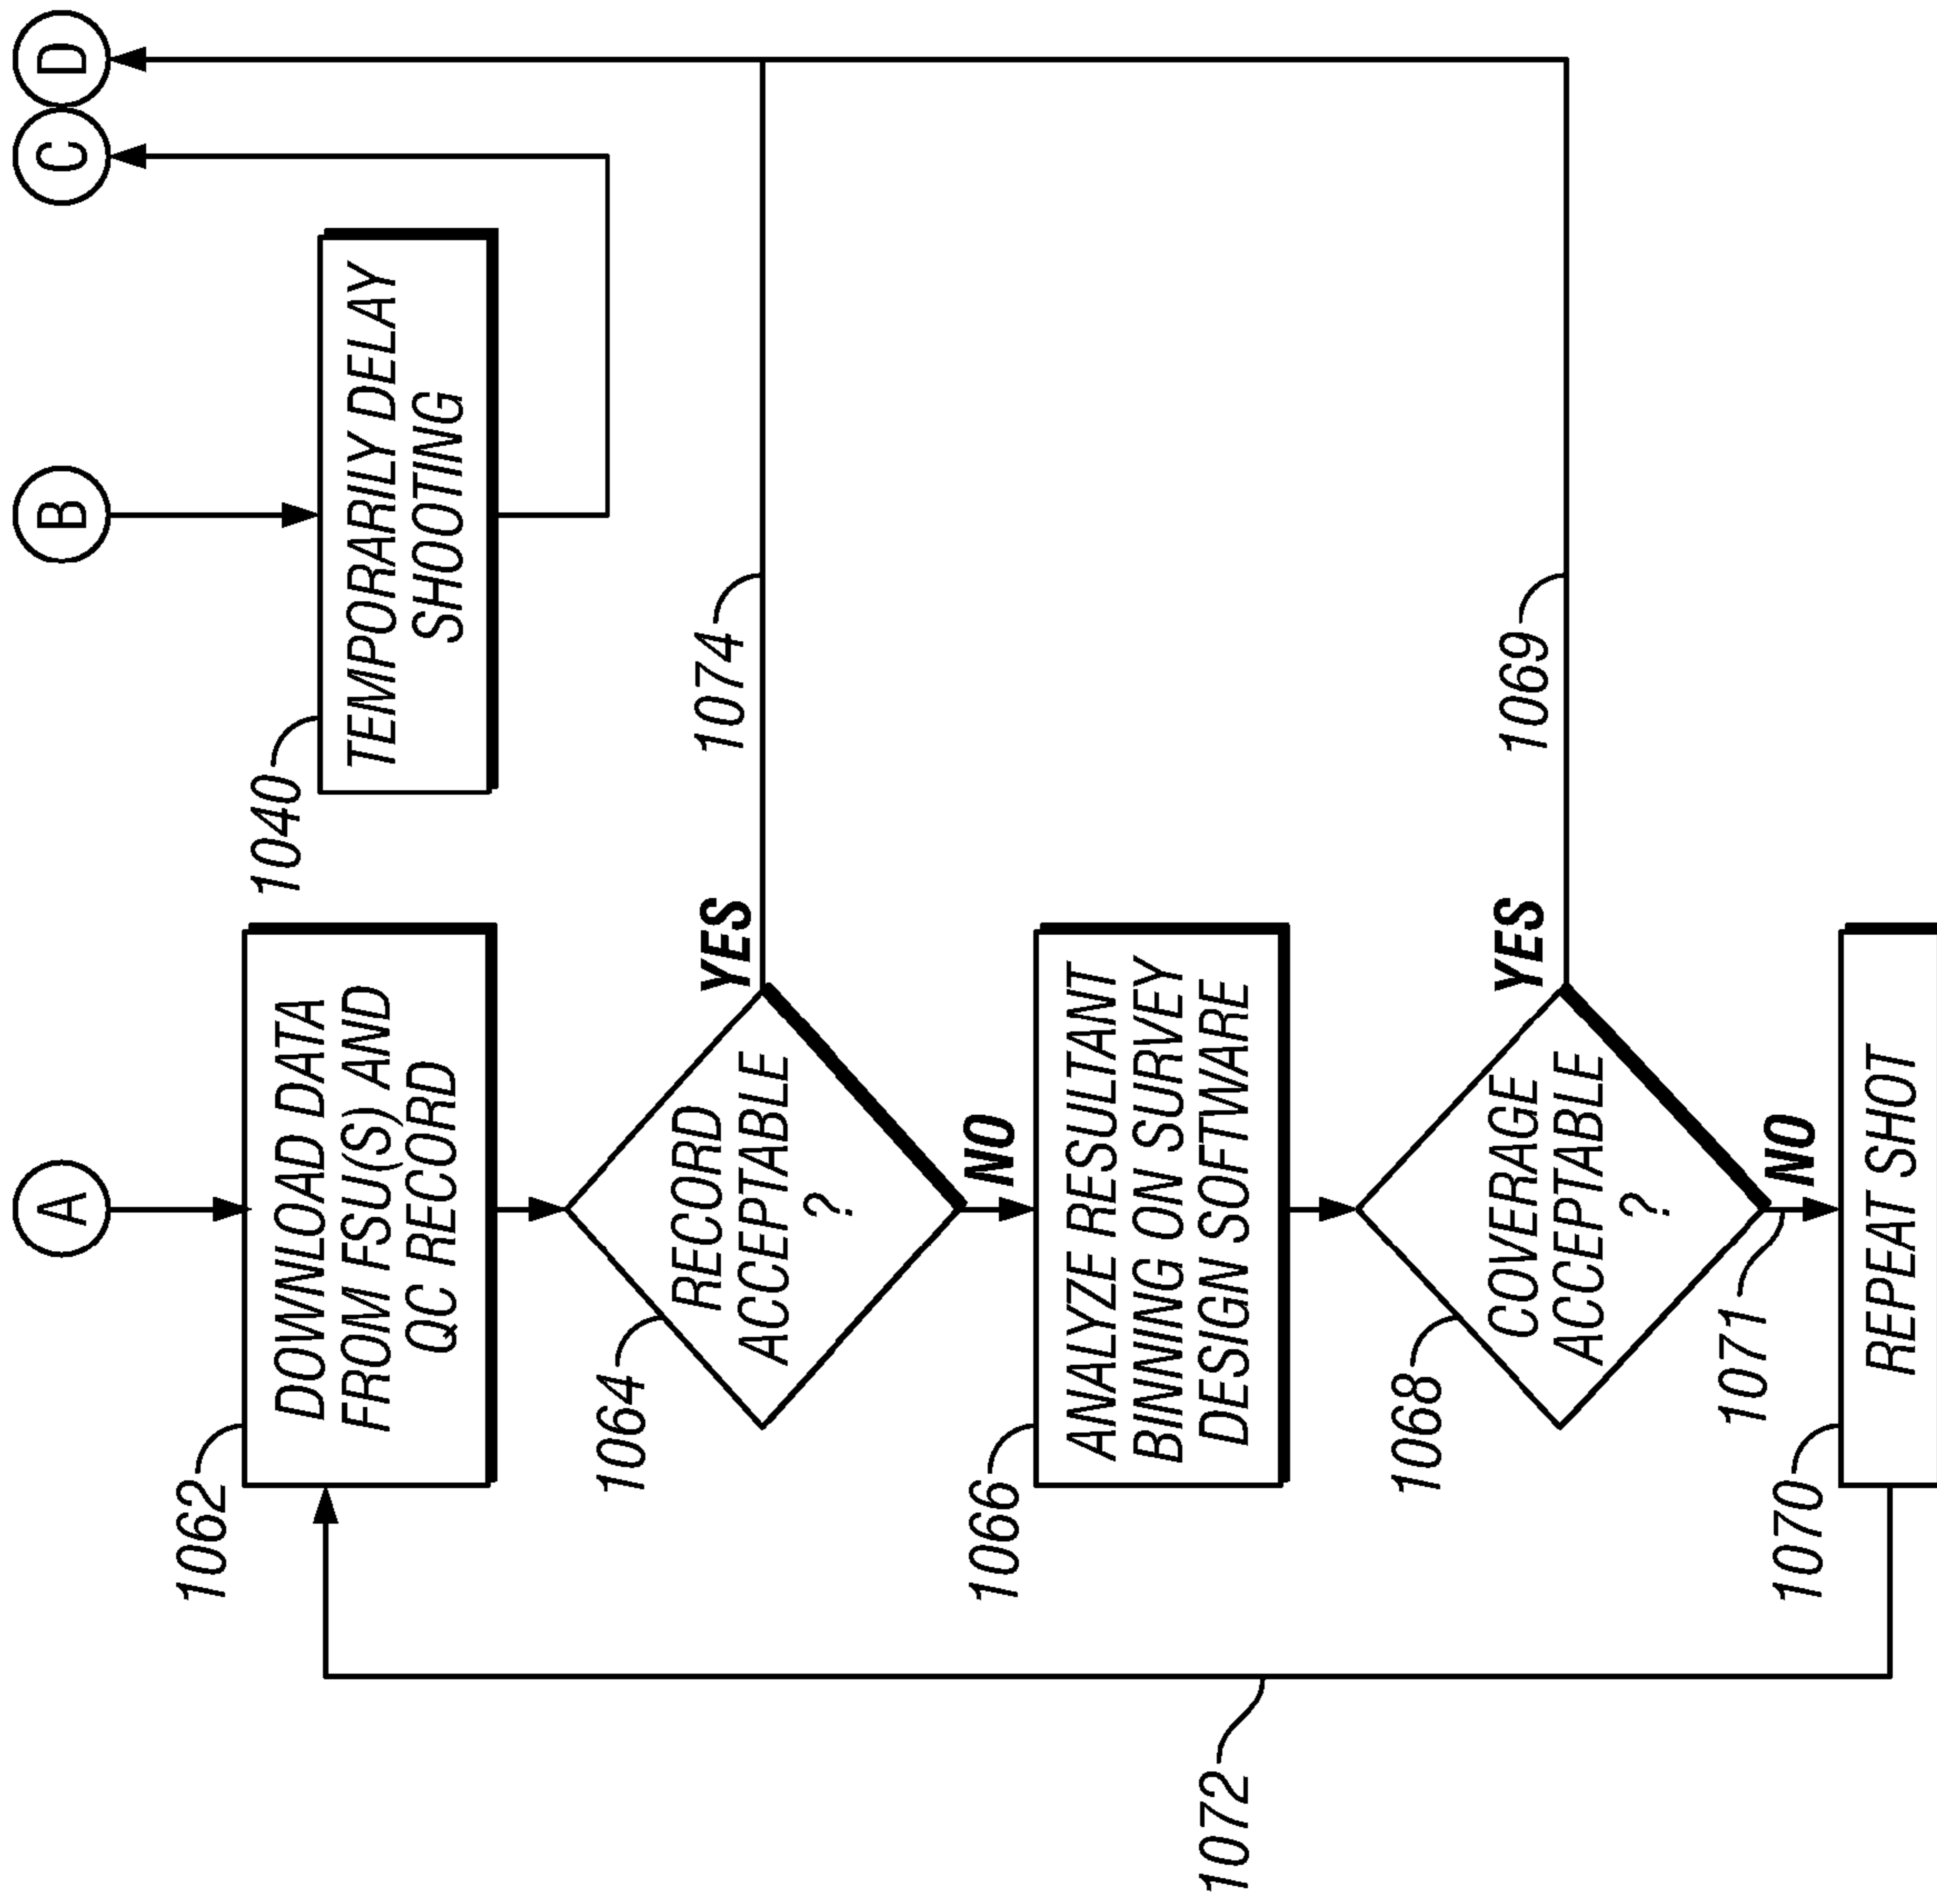 A
B
C
D
1062
DOWNLOAD DATA
FROM FSU(S) AND
QC RECORD
1040
TEMPORARILY DELAY
SHOOTING
1064
RECORD
ACCEPTABLE
?
YES
1074
NO
1066
ANALYZE RESULTANT
BINNING ON SURVEY
DESIGN SOFTWARE
1068
COVERAGE
ACCEPTABLE
?
YES
1069
NO
1071
1070
REPEAT SHOT
1072